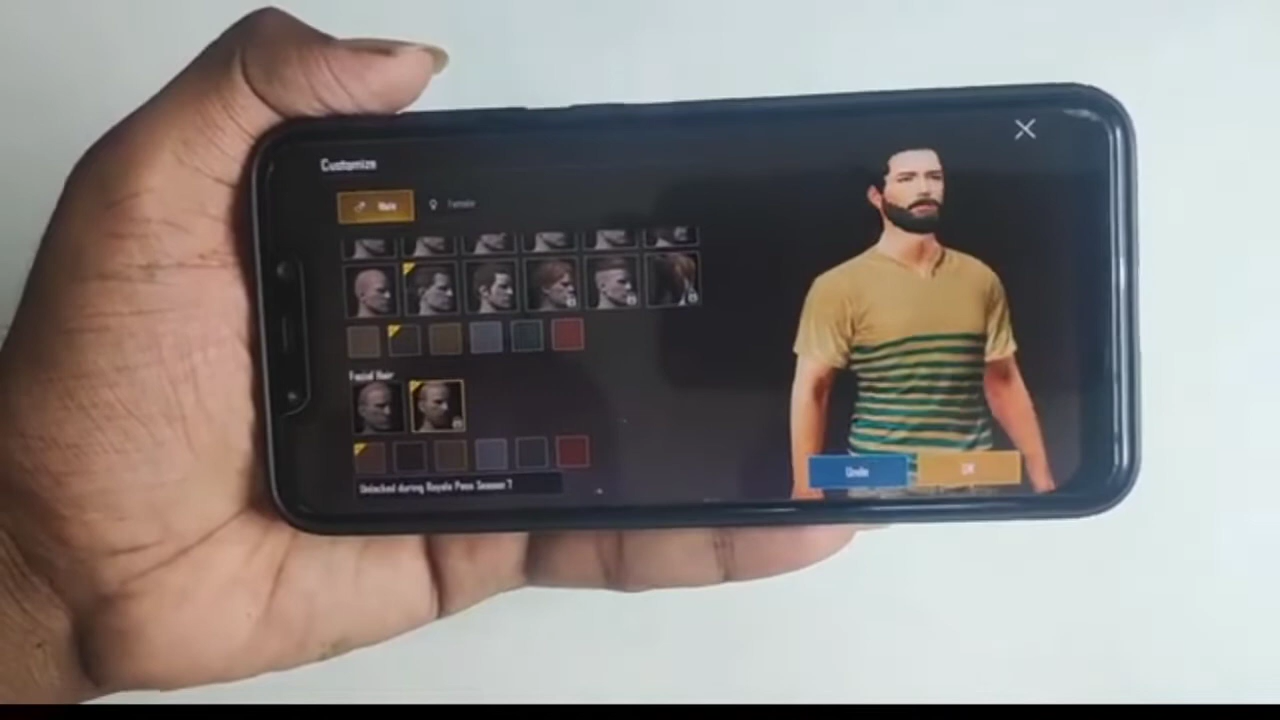 Customize
Male
Female
Facial Hair
Unlocked during Royale Pass Season 7
Undo
OK